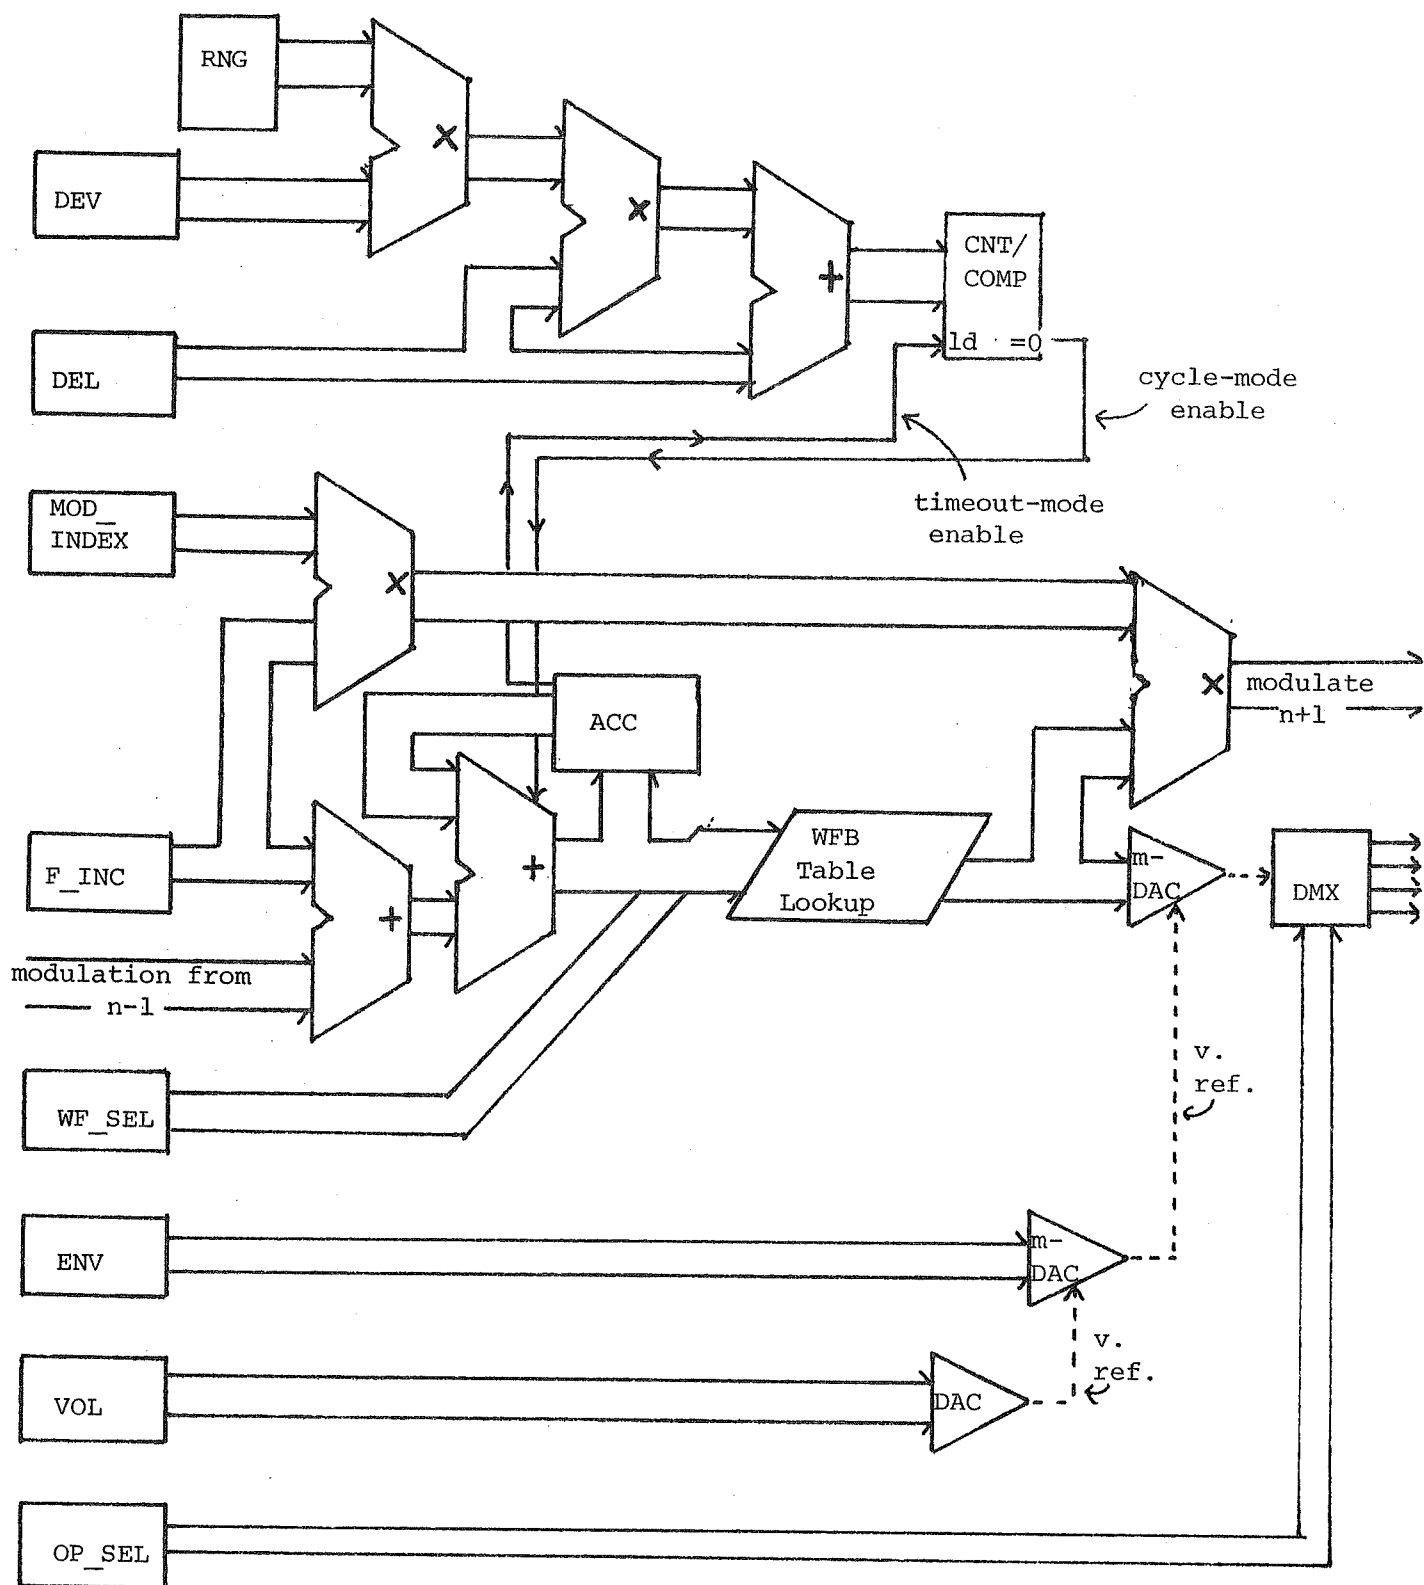 RNG
×
DEV
×
CNT/
COMP
+
ld =0
DEL
cycle-mode
enable
timeout-mode
enable
MOD_
INDEX
×
×
modulate
n+1
ACC
WFB
Table
Lookup
m-
DAC
DMX
F_INC
+
+
modulation from
n-1
v.
ref.
WF_SEL
ENV
m-
DAC
v.
ref.
VOL
DAC
OP_SEL